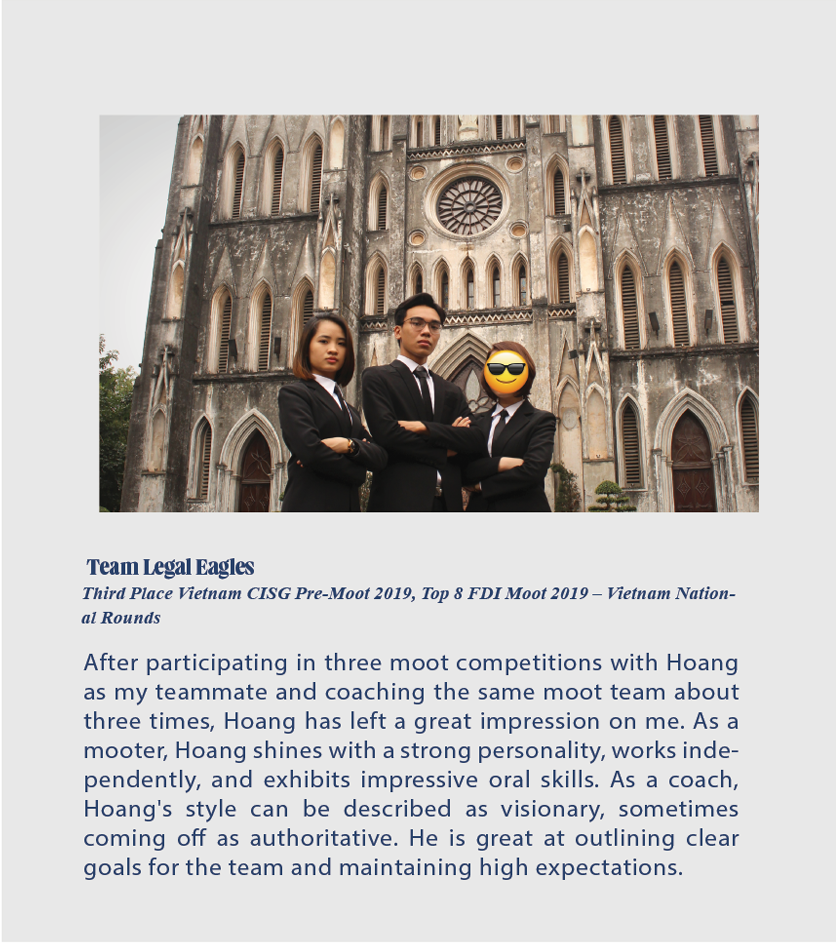 Team Legal Eagles
Third Place Vietnam CISG Pre-Moot 2019, Top 8 FDI Moot 2019 – Vietnam Nation-
al Rounds
After participating in three moot competitions with Hoang
as my teammate and coaching the same moot team about
three times, Hoang has left a great impression on me. As a
mooter, Hoang shines with a strong personality, works inde-
pendently, and exhibits impressive oral skills. As a coach,
Hoang's style can be described as visionary, sometimes
coming off as authoritative. He is great at outlining clear
goals for the team and maintaining high expectations.